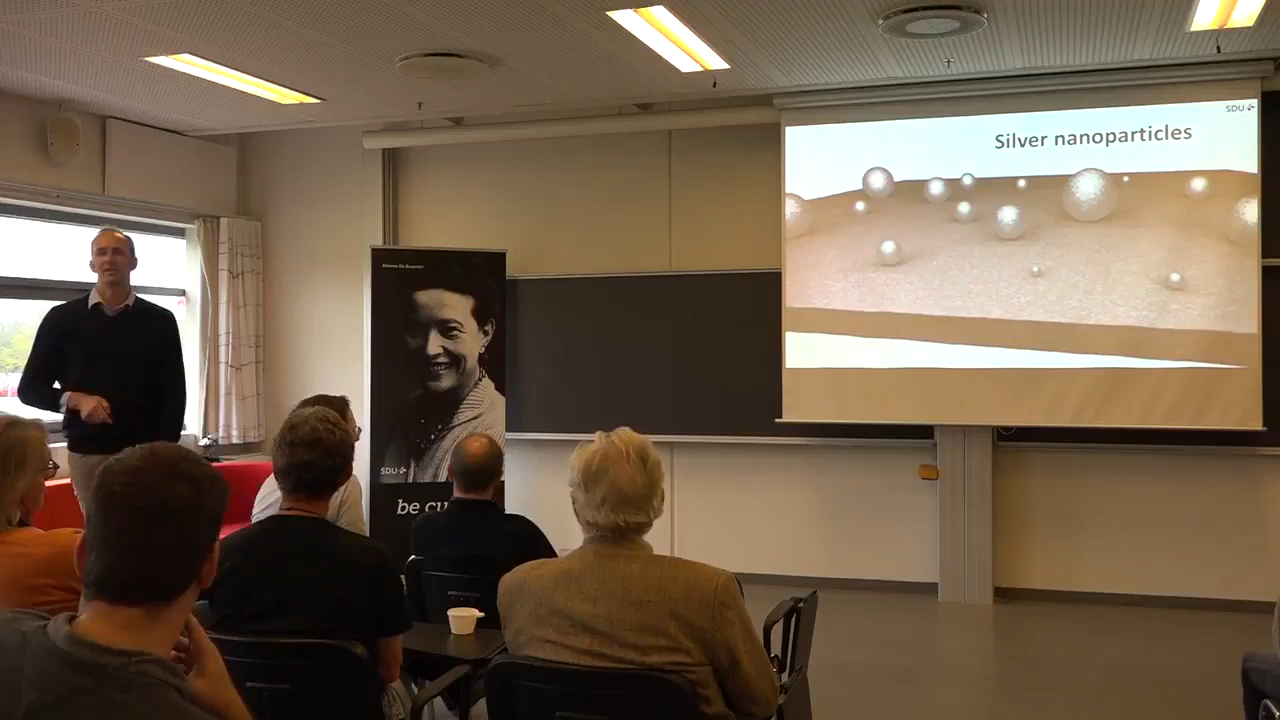 SDU
Silver nanoparticles
Simone De Beauvoir
SDU
be cu